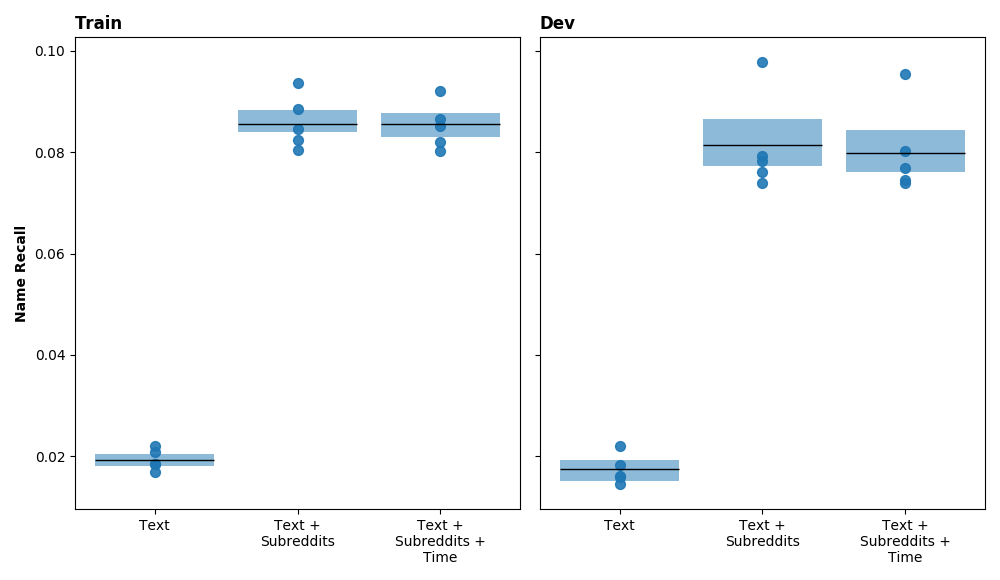 Train
Dev
Name Recall
0.10
0.08
0.06
0.04
0.02
Text
Text +
Subreddits
Text +
Subreddits +
Time
Text
Text +
Subreddits
Text +
Subreddits +
Time